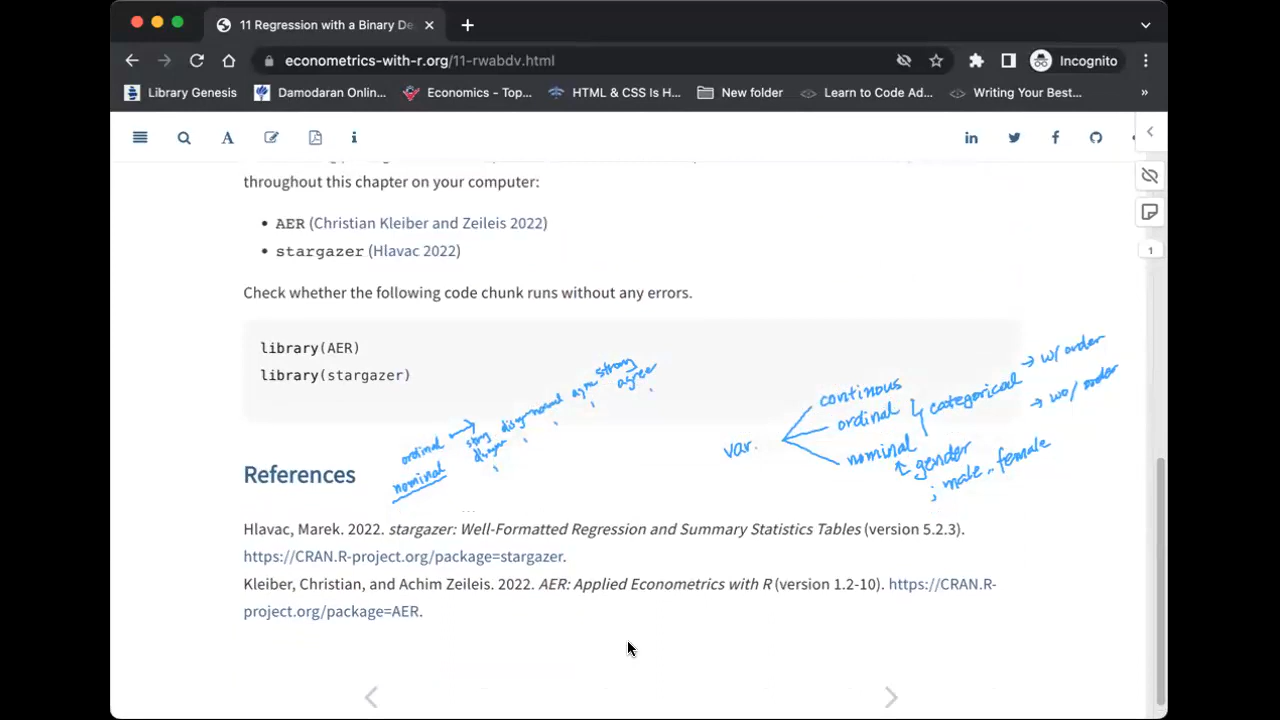 11 Regression with a Binary De
econometrics-with-r.org/11-rwabdv.html
Incognito
Library Genesis
Damodaran Onlin...
Economics - Top...
HTML & CSS Is H...
New folder
Learn to Code Ad...
Writing Your Best...
»
throughout this chapter on your computer:
• AER (Christian Kleiber and Zeileis 2022)
• stargazer (Hlavac 2022)
1
Check whether the following code chunk runs without any errors.
library(AER)
library(stargazer)
strong
agree
ordinal →
nominal
var.
continous
ordinal
nominal
categorical
→ w/ order
→ wo/ order
gender
; male .. female
References
Hlavac, Marek. 2022. stargazer: Well-Formatted Regression and Summary Statistics Tables (version 5.2.3).
https://CRAN.R-project.org/package=stargazer.
Kleiber, Christian, and Achim Zeileis. 2022. AER: Applied Econometrics with R (version 1.2-10). https://CRAN.R-
project.org/package=AER.